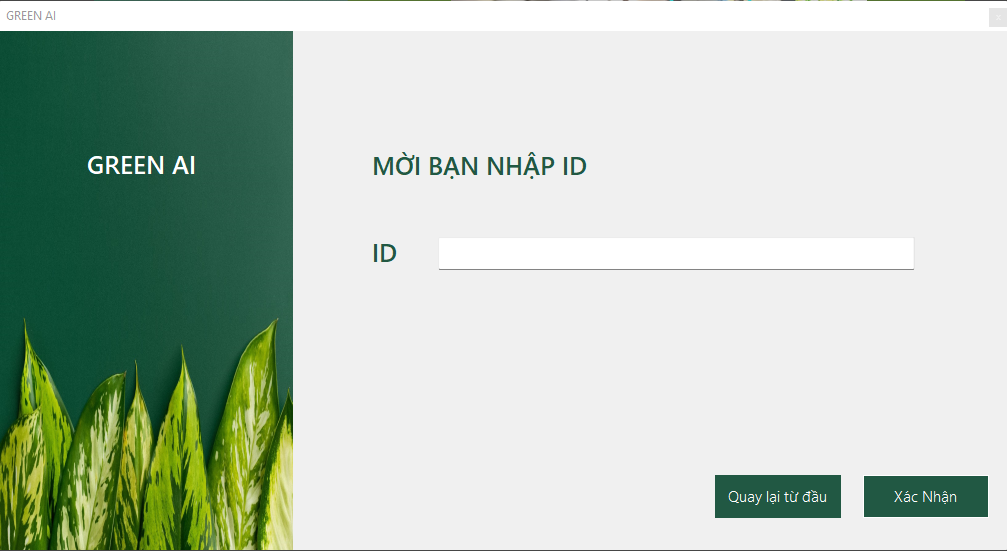 GREEN AI
GREEN AI
MỜI BẠN NHẬP ID
ID
Quay lại từ đầu
Xác Nhận